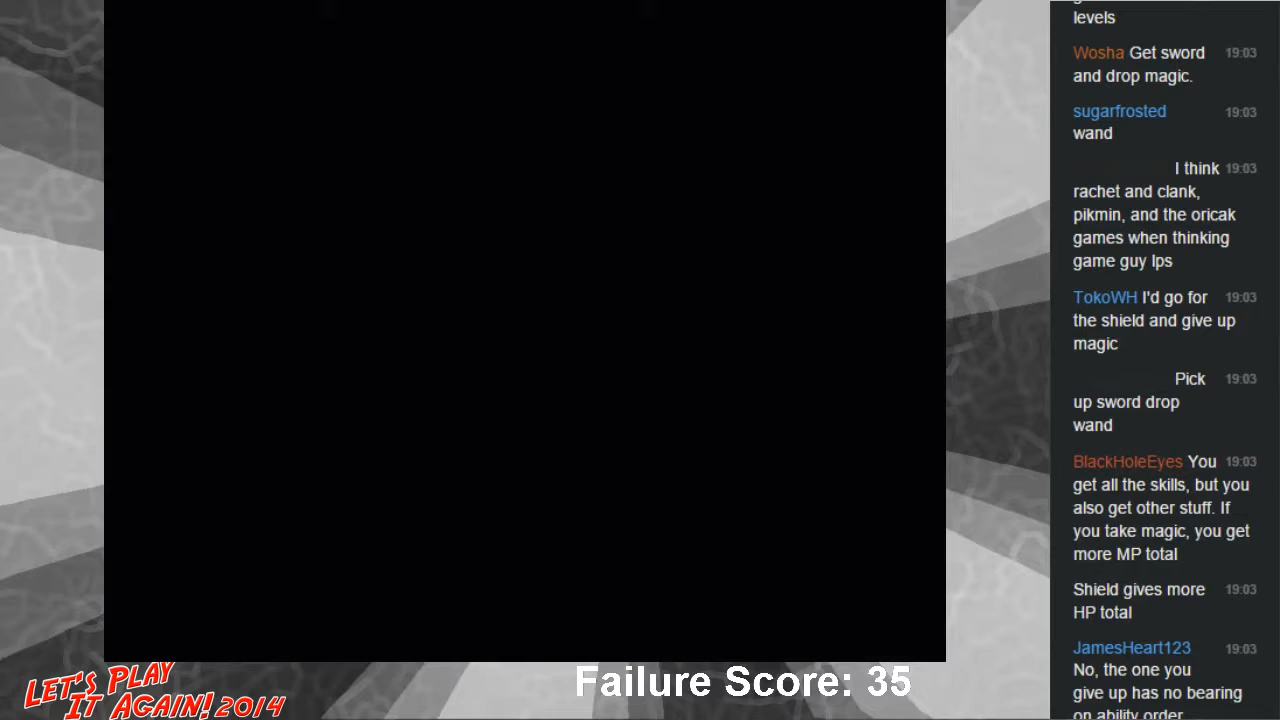 levels
Wosha Get sword 19:03
and drop magic.
sugarfrosted 19:03
wand
I think 19:03
rachet and clank,
pikmin, and the oricak
games when thinking
game guy lps
TokoWH I'd go for 19:03
the shield and give up
magic
Pick 19:03
up sword drop
wand
BlackHoleEyes You 19:03
get all the skills, but you
also get other stuff. If
you take magic, you get
more MP total
Shield gives more 19:03
HP total
JamesHeart123 19:03
No, the one you
give up has no bearing
on ability order
LET'S PLAY
IT AGAIN! 2014
Failure Score: 35